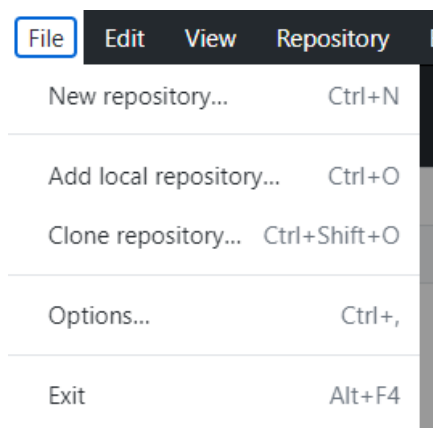 File Edit View Repository
New repository... Ctrl+N
Add local repository... Ctrl+O
Clone repository... Ctrl+Shift+O
Options... Ctrl+,
Exit Alt+F4